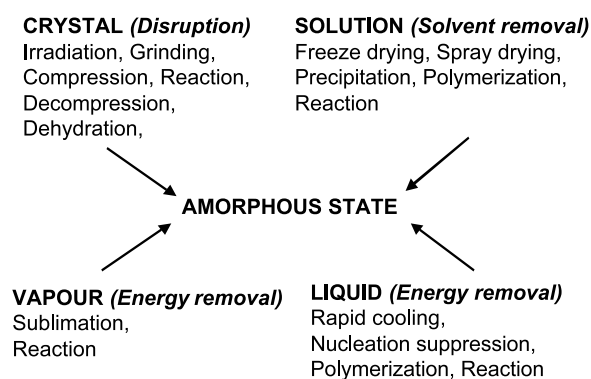 CRYSTAL (Disruption)
Irradiation, Grinding,
Compression, Reaction,
Decompression,
Dehydration,
SOLUTION (Solvent removal)
Freeze drying, Spray drying,
Precipitation, Polymerization,
Reaction
AMORPHOUS STATE
VAPOUR (Energy removal)
Sublimation,
Reaction
LIQUID (Energy removal)
Rapid cooling,
Nucleation suppression,
Polymerization, Reaction